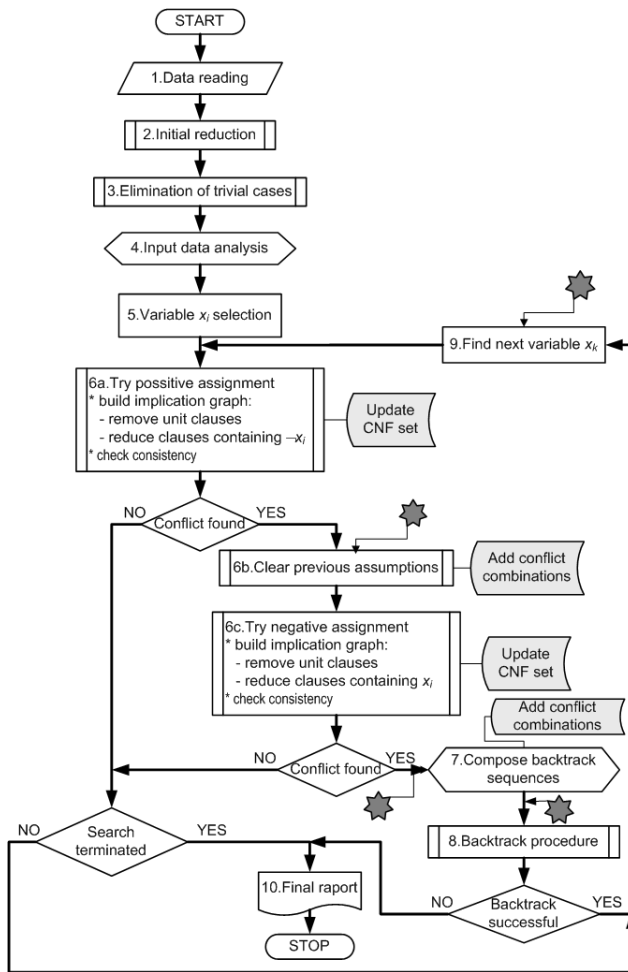 START
1.Data reading
2.Initial reduction
3.Elimination of trivial cases
4.Input data analysis
5.Variable xi selection
9.Find next variable xk
6a.Try possitive assignment
* build implication graph:
- remove unit clauses
- reduce clauses containing ¬xi
* check consistency
Update
CNF set
NO
YES
Conflict found
6b.Clear previous assumptions
Add conflict
combinations
6c.Try negative assignment
* build implication graph:
- remove unit clauses
- reduce clauses containing xi
* check consistency
Update
CNF set
Add conflict
combinations
NO
YES
Conflict found
7.Compose backtrack
sequences
NO
YES
Search
terminated
8.Backtrack procedure
10.Final raport
NO
YES
Backtrack
successful
STOP